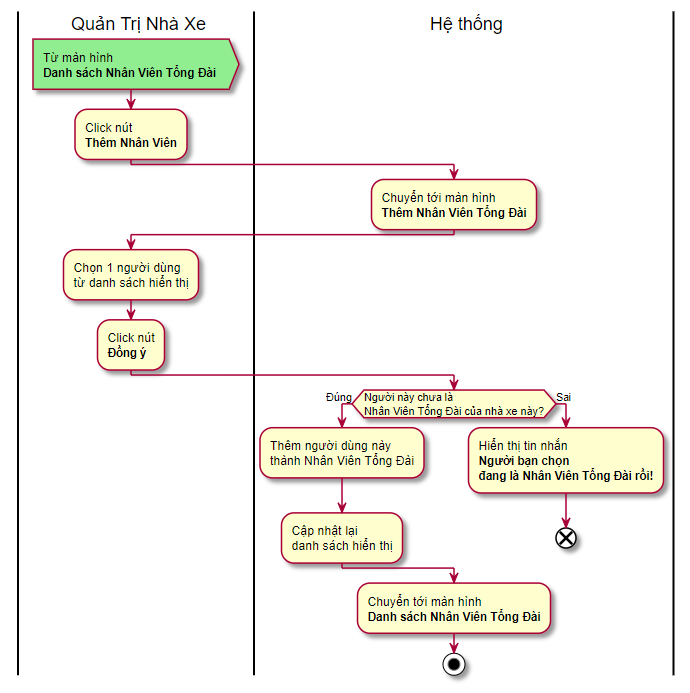 Quản Trị Nhà Xe
Hệ thống
Từ màn hình
Danh sách Nhân Viên Tổng Đài
Click nút
Thêm Nhân Viên
Chuyển tới màn hình
Thêm Nhân Viên Tổng Đài
Chọn 1 người dùng
từ danh sách hiển thị
Click nút
Đồng ý
Người này chưa là
Nhân Viên Tổng Đài của nhà xe này?
Đúng
Sai
Thêm người dùng này
thành Nhân Viên Tổng Đài
Hiển thị tin nhắn
Người bạn chọn
đang là Nhân Viên Tổng Đài rồi!
Cập nhật lại
danh sách hiển thị
Chuyển tới màn hình
Danh sách Nhân Viên Tổng Đài